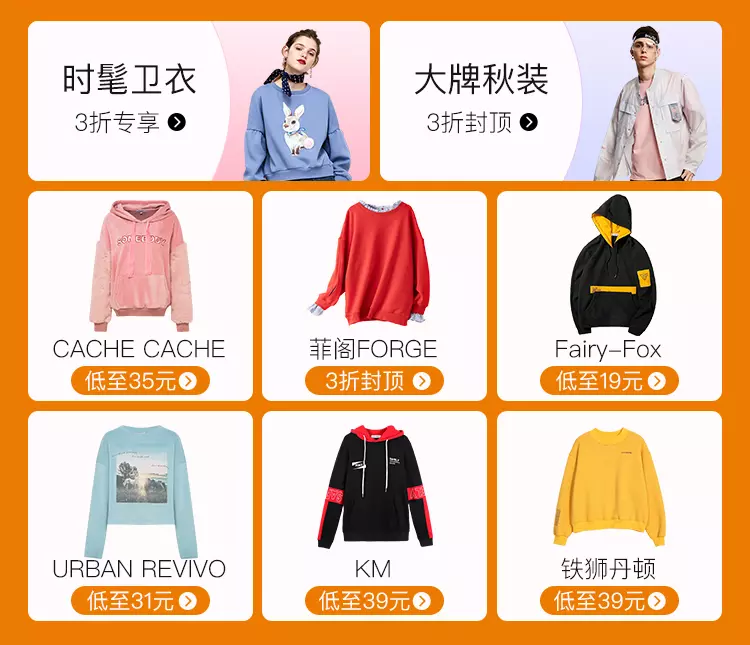 时髦卫衣
3折专享
大牌秋装
3折封顶
CACHE CACHE
低至35元
菲阁FORGE
3折封顶
Fairy-Fox
低至19元
URBAN REVIVO
低至31元
KM
低至39元
铁狮丹顿
低至39元